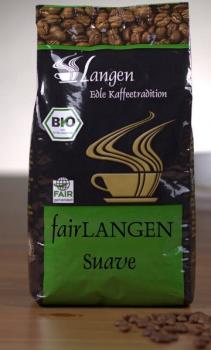 Langen
Edle Kaffeetradition
BIO
FAIR
fairLANGEN
Suave